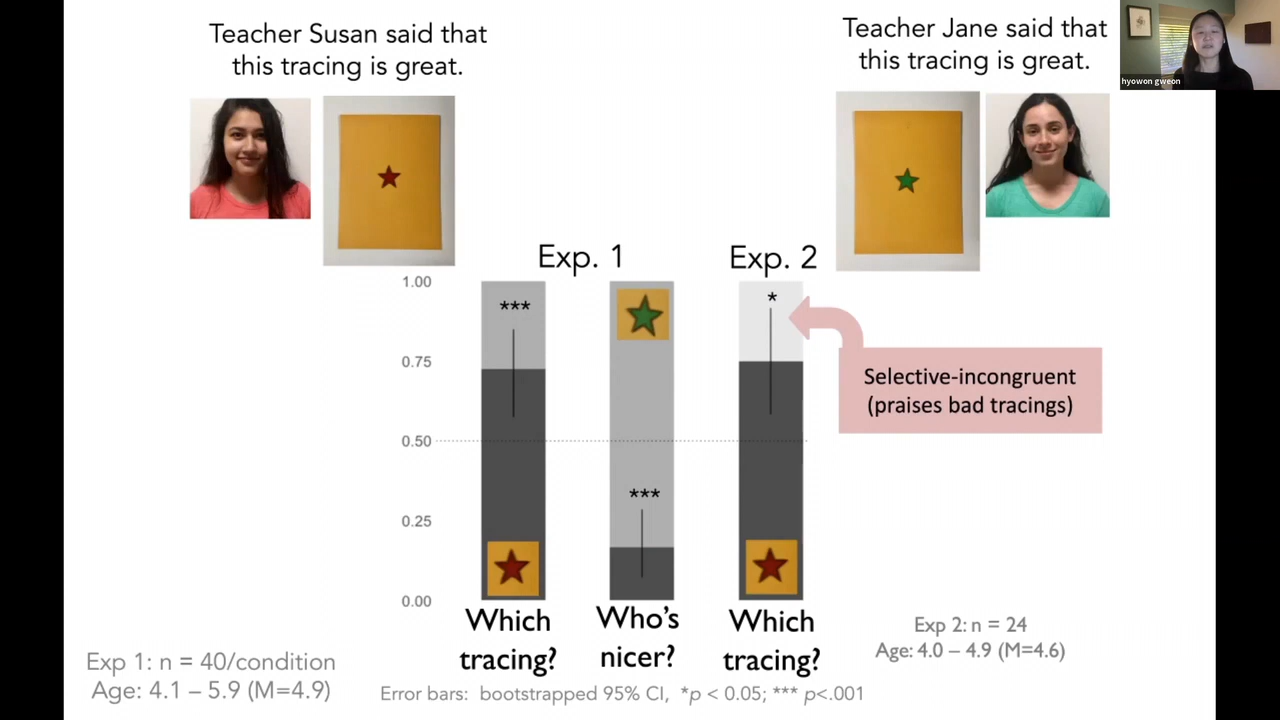 Teacher Susan said that
this tracing is great.
Teacher Jane said that
this tracing is great.
hyowon gweon
Exp. 1
Exp. 2
1.00
0.75
0.50
0.25
0.00
***
***
*
Selective-incongruent
(praises bad tracings)
Which
tracing?
Who's
nicer?
Which
tracing?
Exp 2: n = 24
Age: 4.0 – 4.9 (M=4.6)
Exp 1: n = 40/condition
Age: 4.1 – 5.9 (M=4.9)
Error bars: bootstrapped 95% CI, *p < 0.05; *** p<.001